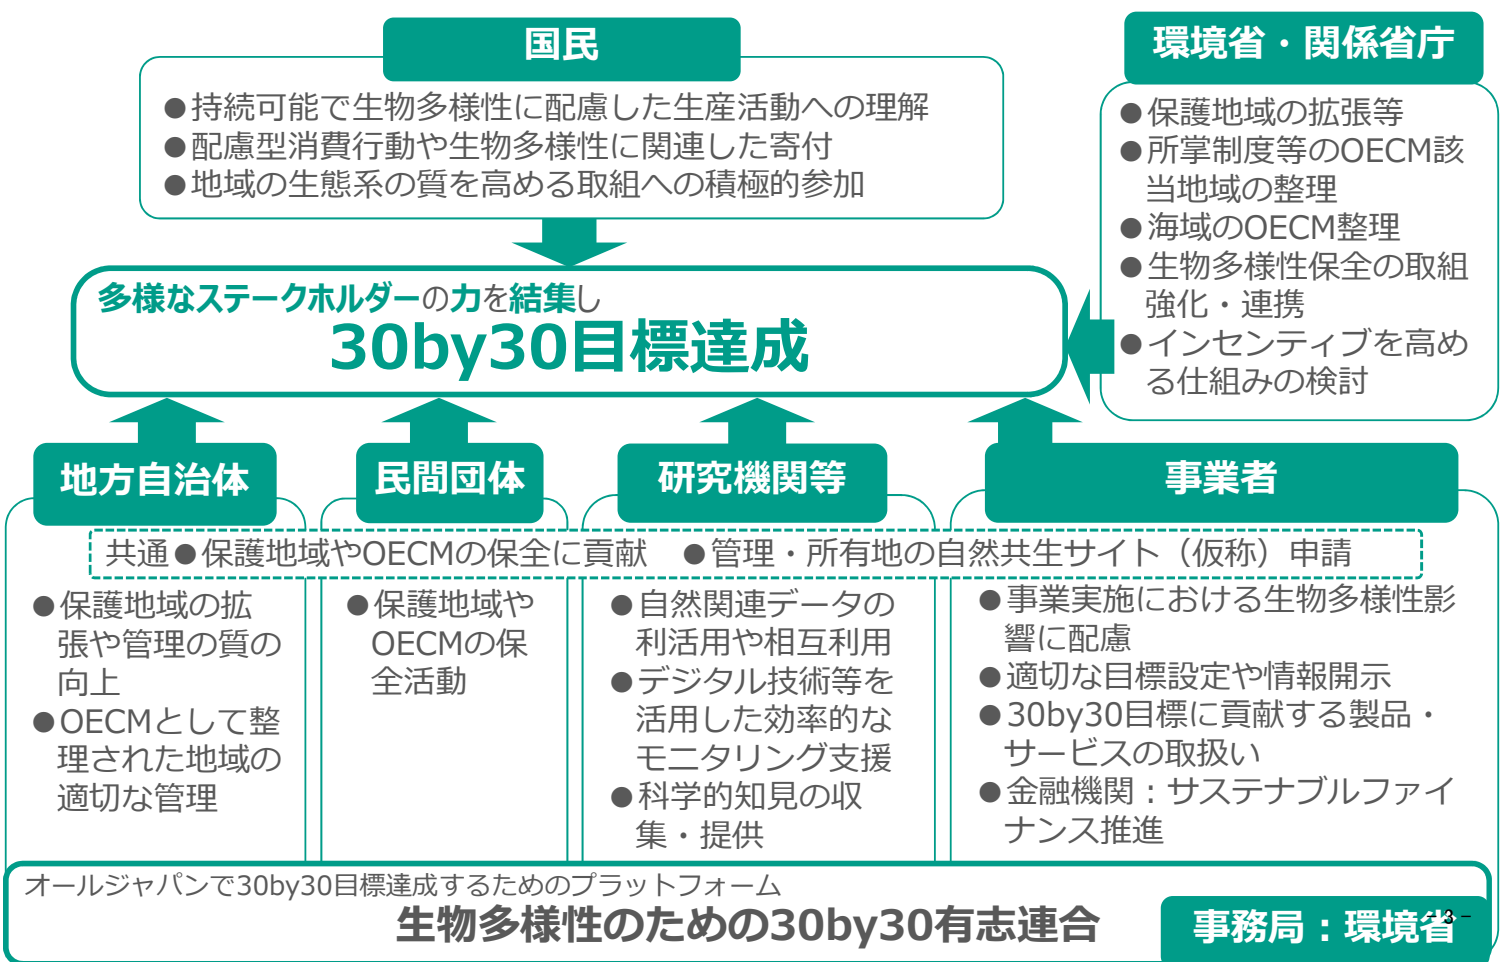 国民
●持続可能で生物多様性に配慮した生産活動への理解
●配慮型消費行動や生物多様性に関連した寄付
●地域の生態系の質を高める取組への積極的参加
環境省・関係省庁
●保護地域の拡張等
●所掌制度等のOECM該
当地域の整理
●海域のOECM整理
●生物多様性保全の取組
強化・連携
●インセンティブを高め
る仕組みの検討
多様なステークホルダーの力を結集し
30by30目標達成
地方自治体
民間団体
研究機関等
事業者
共通●保護地域やOECMの保全に貢献 ●管理・所有地の自然共生サイト（仮称）申請
●保護地域の拡
張や管理の質の
向上
●OECMとして整
理された地域の
適切な管理
●保護地域や
OECMの保
全活動
●自然関連データの
利活用や相互利用
●デジタル技術等を
活用した効率的な
モニタリング支援
●科学的知見の収
集・提供
●事業実施における生物多様性影
響に配慮
●適切な目標設定や情報開示
●30by30目標に貢献する製品・
サービスの取扱い
●金融機関：サステナブルファイ
ナンス推進
オールジャパンで30by30目標達成するためのプラットフォーム
生物多様性のための30by30有志連合
事務局：環境省
- 3 -